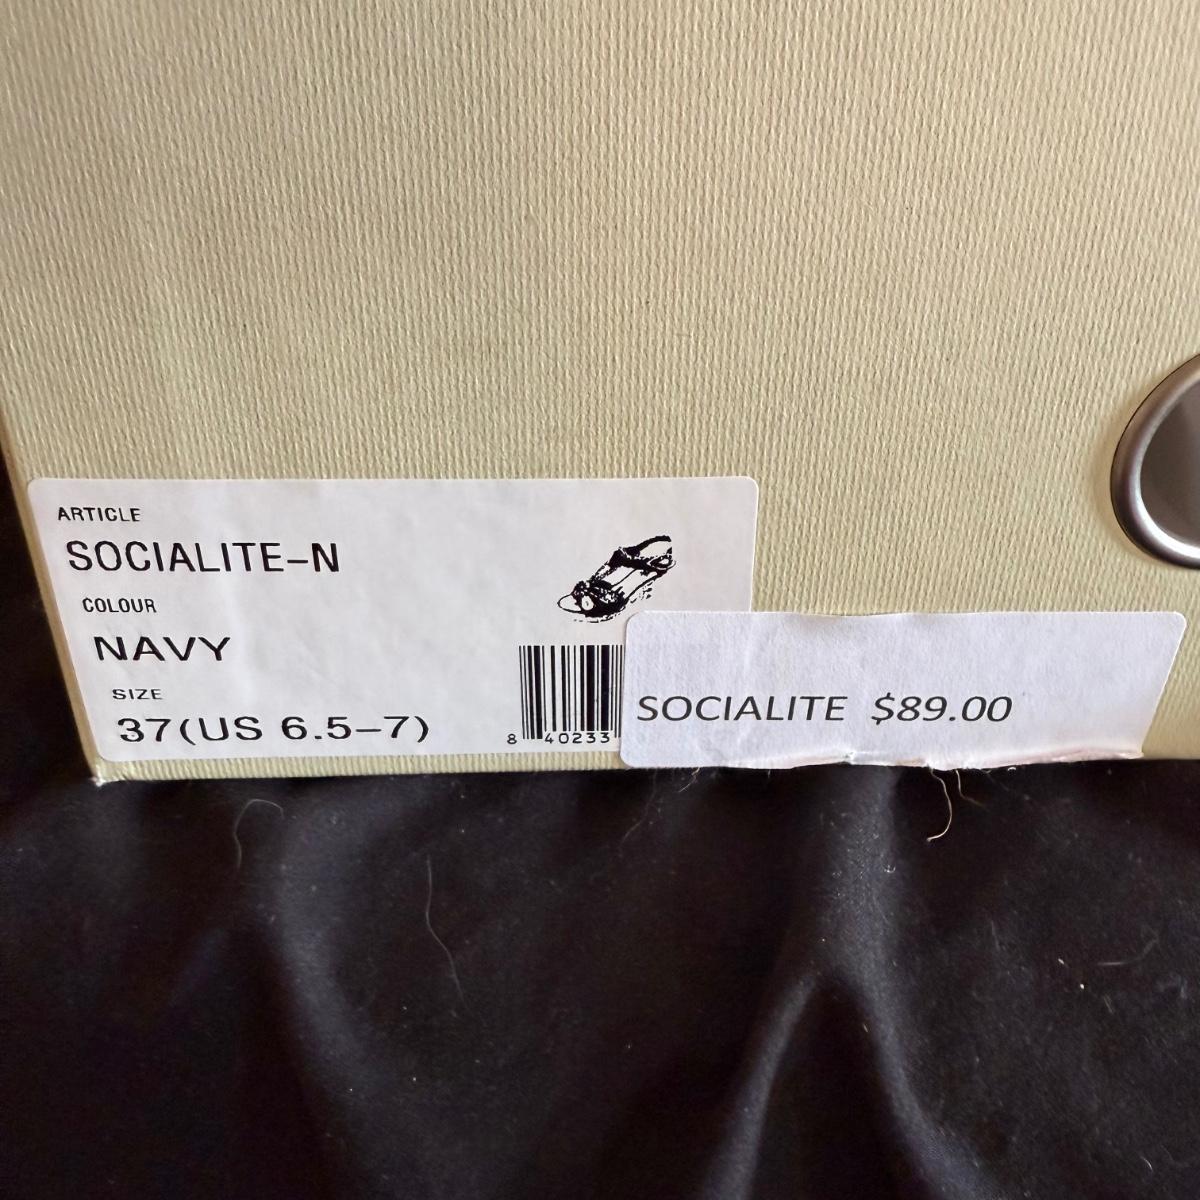 ARTICLE
SOCIALITE-N
COLOUR
NAVY
SIZE
37(US 6.5-7)
8 40233
SOCIALITE $89.00